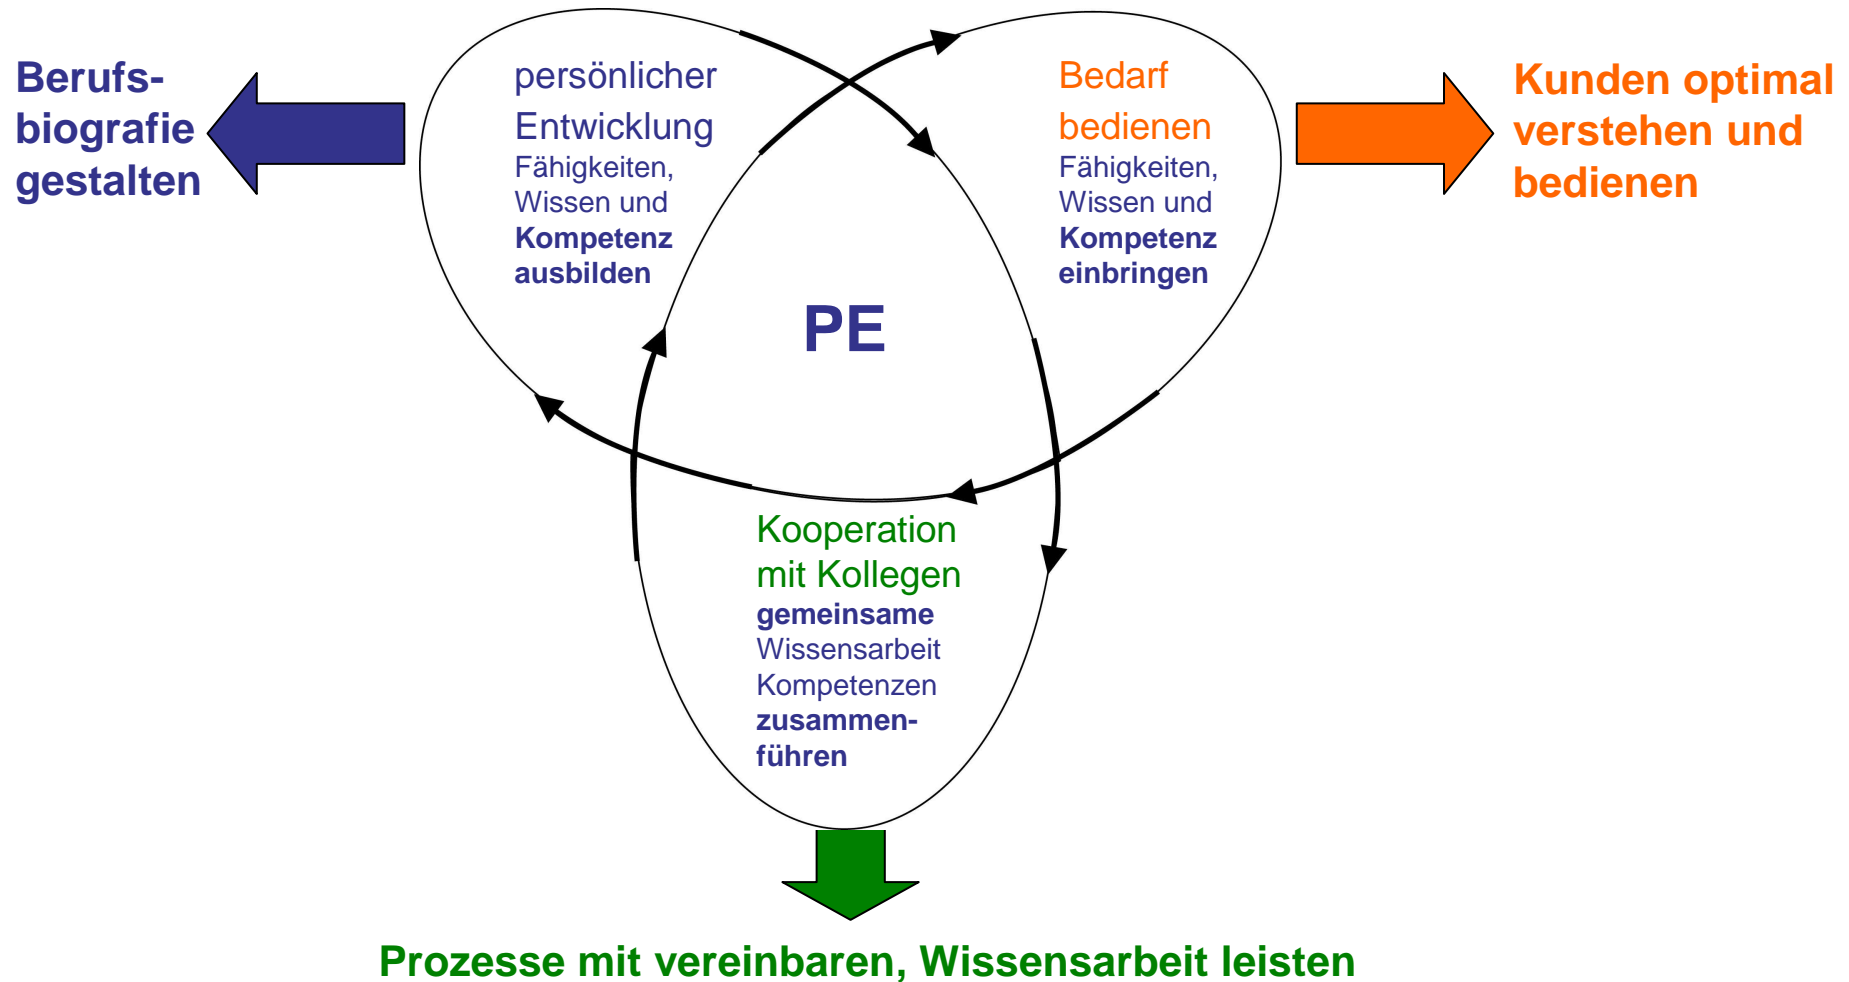 Berufs-
biografie
gestalten
persönlicher
Entwicklung
Fähigkeiten,
Wissen und
Kompetenz
ausbilden
Bedarf
bedienen
Fähigkeiten,
Wissen und
Kompetenz
einbringen
Kunden optimal
verstehen und
bedienen
PE
Kooperation
mit Kollegen
gemeinsame
Wissensarbeit
Kompetenzen
zusammen-
führen
Prozesse mit vereinbaren, Wissensarbeit leisten